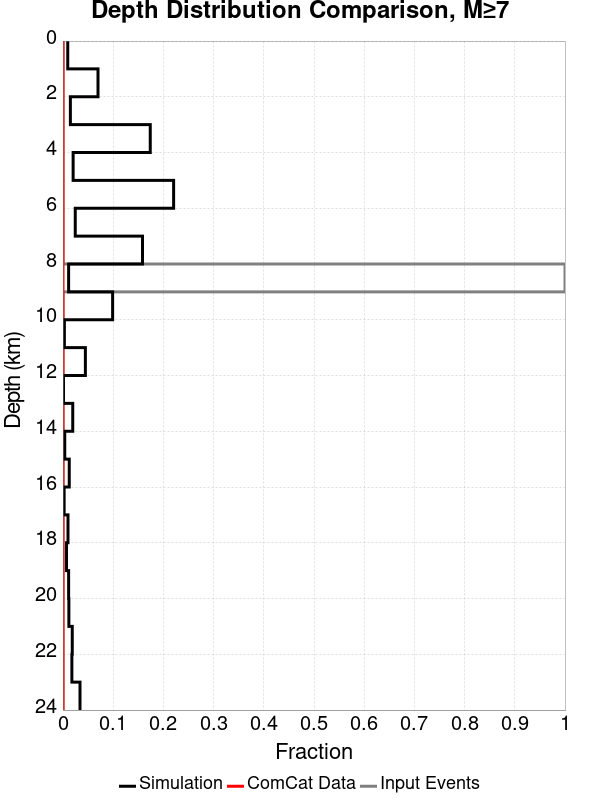 Depth Distribution Comparison, M≥7
0
2
4
6
8
10
12
14
16
18
20
22
24
Depth (km)
0 0.1 0.2 0.3 0.4 0.5 0.6 0.7 0.8 0.9 1
Fraction
Simulation ComCat Data Input Events